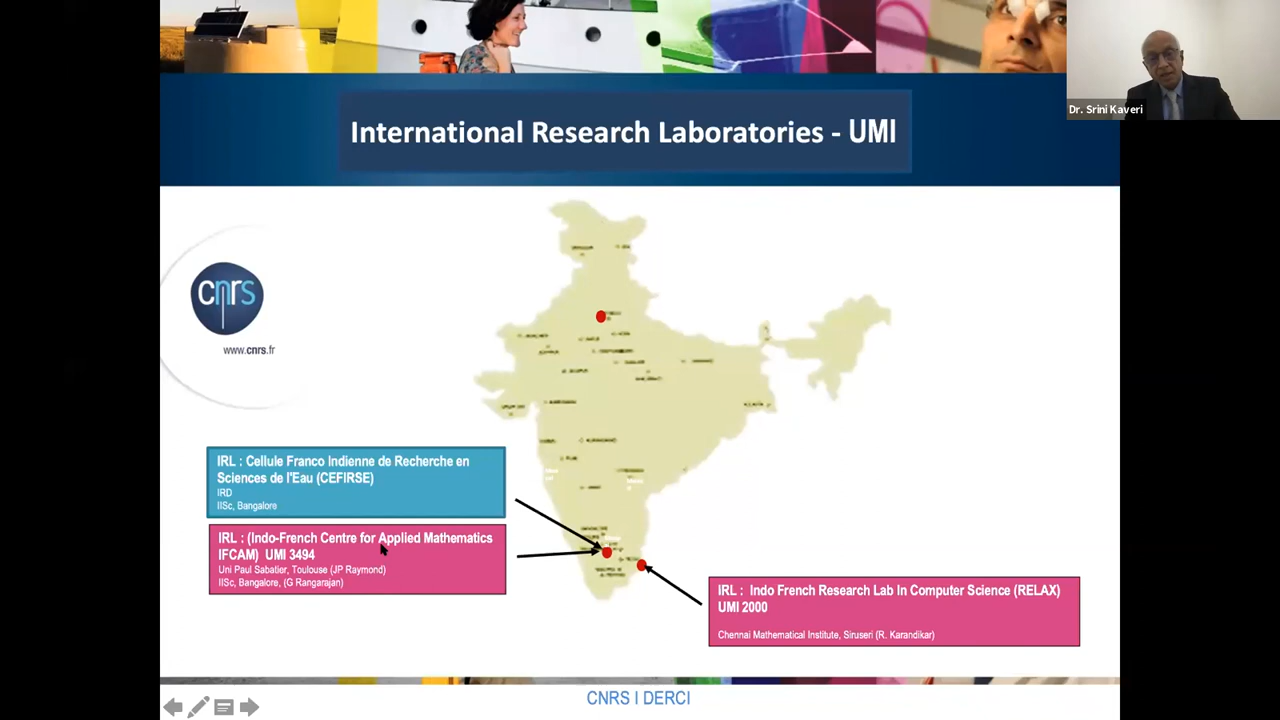 Dr. Srini Kaveri
International Research Laboratories - UMI
cnrs
www.cnrs.fr
IRL : Cellule Franco Indienne de Recherche en
Sciences de l'Eau (CEFIRSE)
IRD
IISc, Bangalore
IRL : (Indo-French Centre for Applied Mathematics
IFCAM) UMI 3494
Uni Paul Sabatier, Toulouse (JP Raymond)
IISc, Bangalore, (G Rangarajan)
IRL : Indo French Research Lab In Computer Science (RELAX)
UMI 2000
Chennai Mathematical Institute, Siruseri (R. Karandikar)
CNRS I DERCI